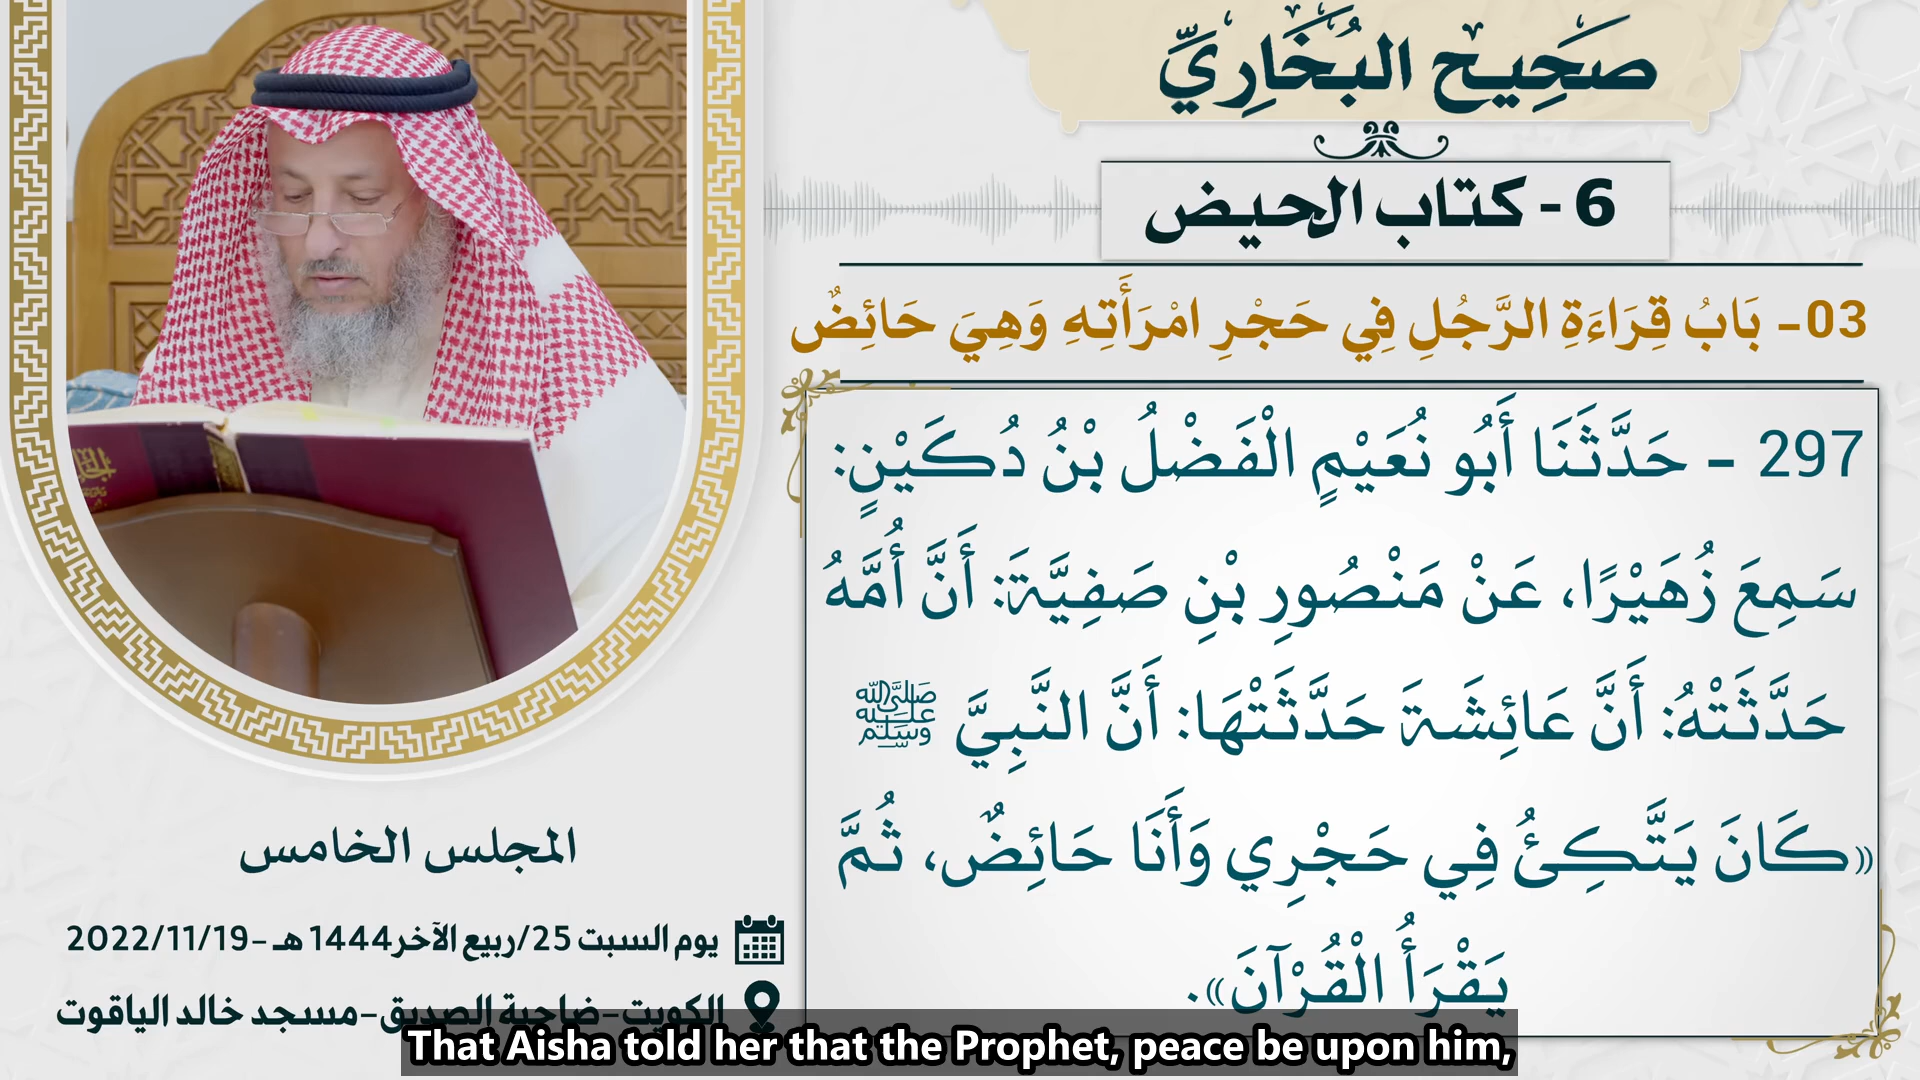 صَحِيح البُخَارِيِّ
6 - كتاب الحيض
03- بَابُ قِرَاءَةِ الرَّجُلِ فِي حَجْرِ امْرَأَتِهِ وَهِيَ حَائِضٌ
297 - حَدَّثَنَا أَبُو نُعَيْمٍ الْفَضْلُ بْنُ دُكَيْنٍ:
سَمِعَ زُهَيْرًا، عَنْ مَنْصُورِ بْنِ صَفِيَّةَ: أَنَّ أُمَّهُ
حَدَّثَتْهُ: أَنَّ عَائِشَةَ حَدَّثَتْهَا: أَنَّ النَّبِيَّ ﷺ
«كَانَ يَتَّكِئُ فِي حَجْرِي وَأَنَا حَائِضٌ، ثُمَّ
يَقْرَأُ الْقُرْآنَ».
المجلس الخامس
يوم السبت 25/ربيع الآخر1444 هـ -2022/11/19
الكويت-ضاحية الصديق-مسجد خالد الياقوت
That Aisha told her that the Prophet, peace be upon him,